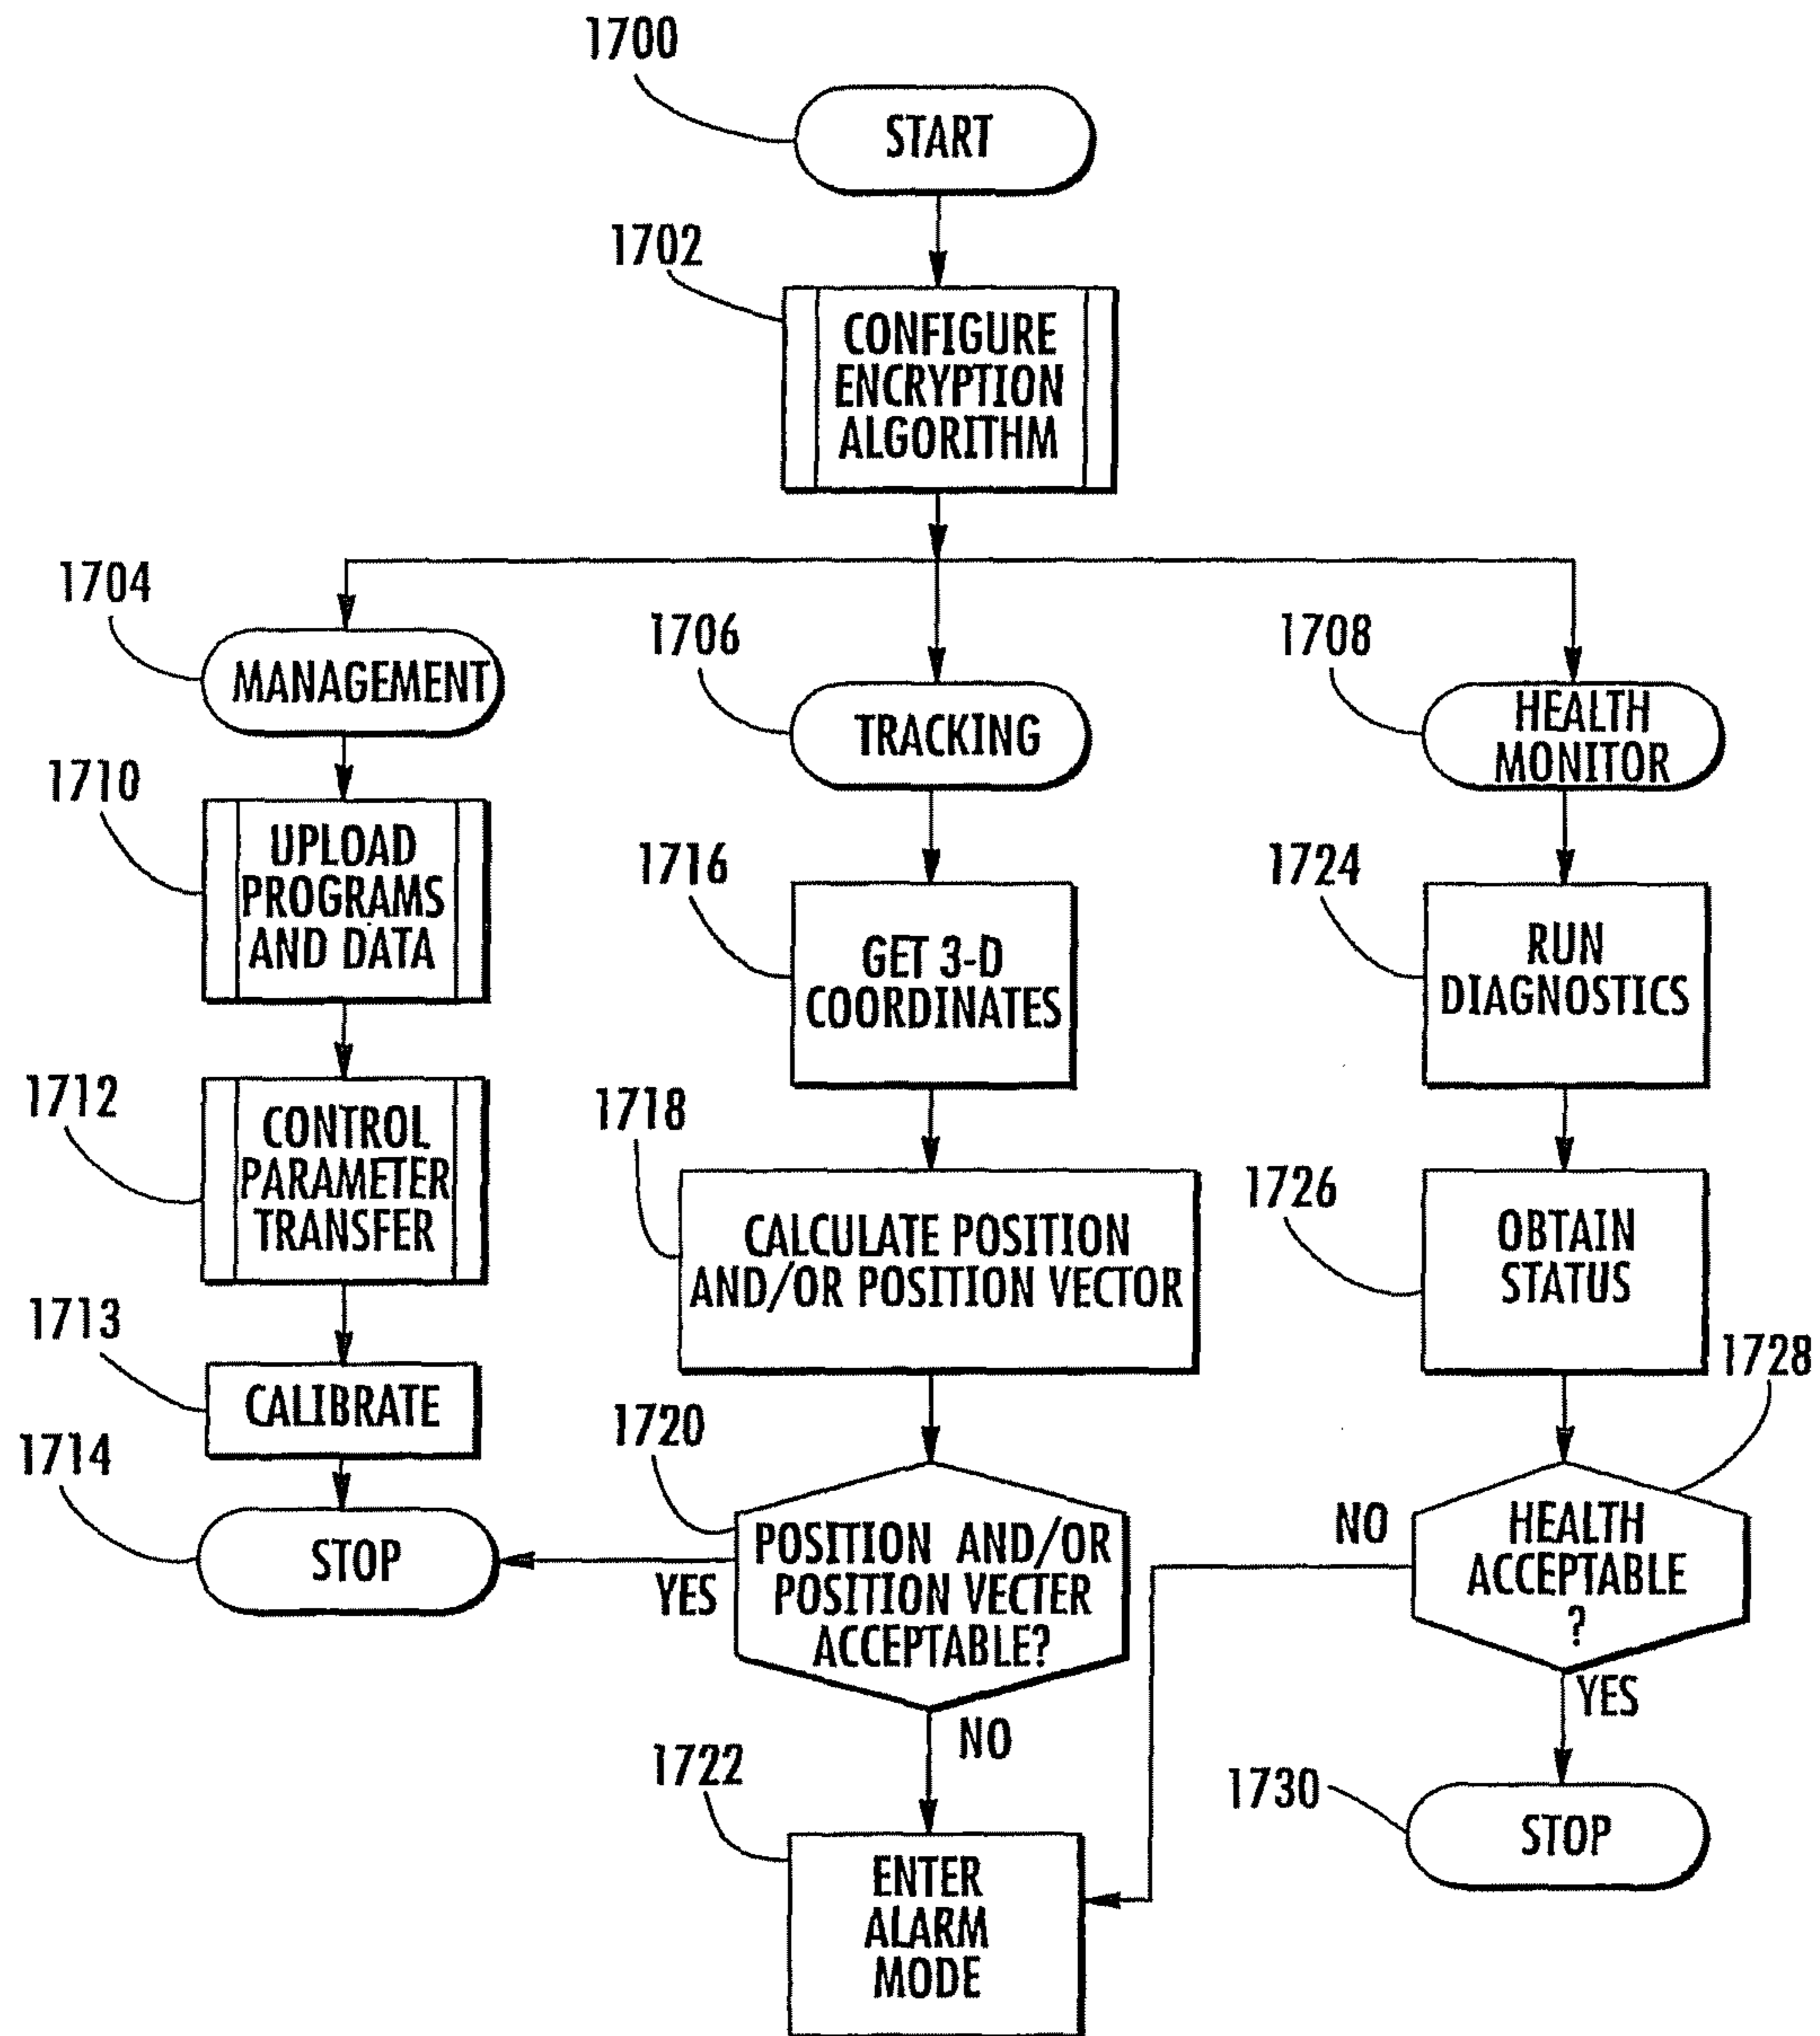 1700
START
1702
CONFIGURE
ENCRYPTION
ALGORITHM
1704
MANAGEMENT
1706
TRACKING
1708
HEALTH
MONITOR
1710
UPLOAD
PROGRAMS
AND DATA
1716
GET 3-D
COORDINATES
1724
RUN
DIAGNOSTICS
1712
CONTROL
PARAMETER
TRANSFER
1718
CALCULATE POSITION
AND/OR POSITION VECTOR
1726
OBTAIN
STATUS
1713
CALIBRATE
1714
STOP
1720
POSITION AND/OR
POSITION VECTER
ACCEPTABLE?
YES
NO
1728
HEALTH
ACCEPTABLE
?
NO
YES
1722
ENTER
ALARM
MODE
1730
STOP